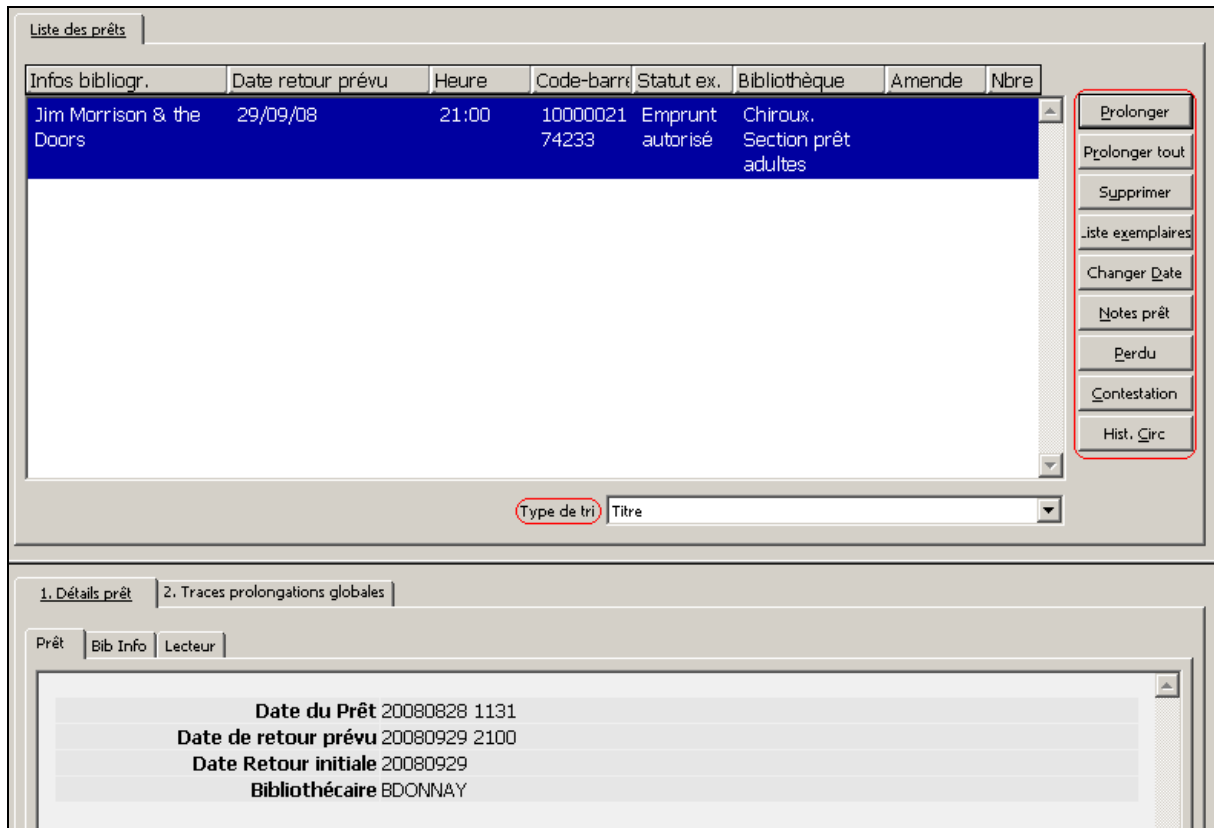 Liste des prêts
Infos bibliogr. Date retour prévu Heure Code-barre Statut ex. Bibliothèque Amende Nbre
Jim Morrison & the 29/09/08 21:00 10000021 Emprunt Chiroux.
Doors 74233 autorisé Section prêt
adultes
Prolonger
Prolonger tout
Supprimer
Liste exemplaires
Changer Date
Notes prêt
Perdu
Contestation
Hist. Circ
Type de tri Titre
1. Détails prêt 2. Traces prolongations globales
Prêt Bib Info Lecteur
Date du Prêt 20080828 1131
Date de retour prévu 20080929 2100
Date Retour initiale 20080929
Bibliothécaire BDONNAY